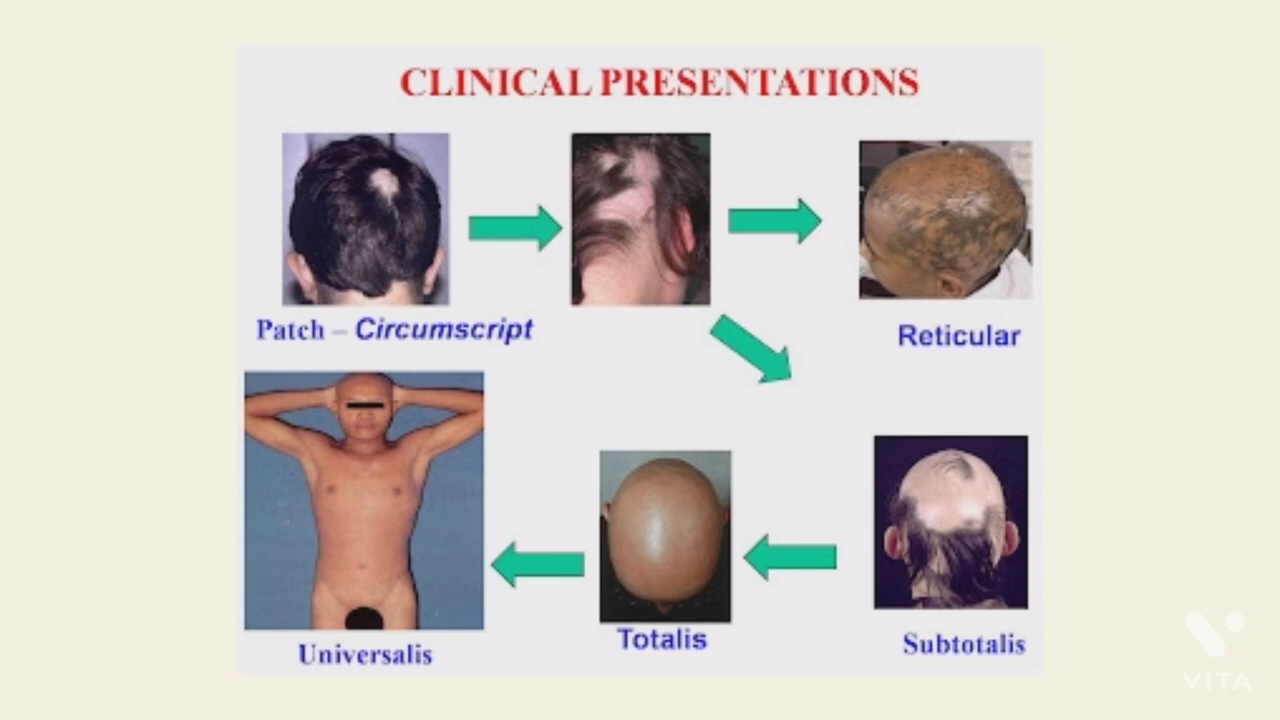 CLINICAL PRESENTATIONS
Patch – Circumscript
Reticular
Universalis
Totalis
Subtotalis
VITA